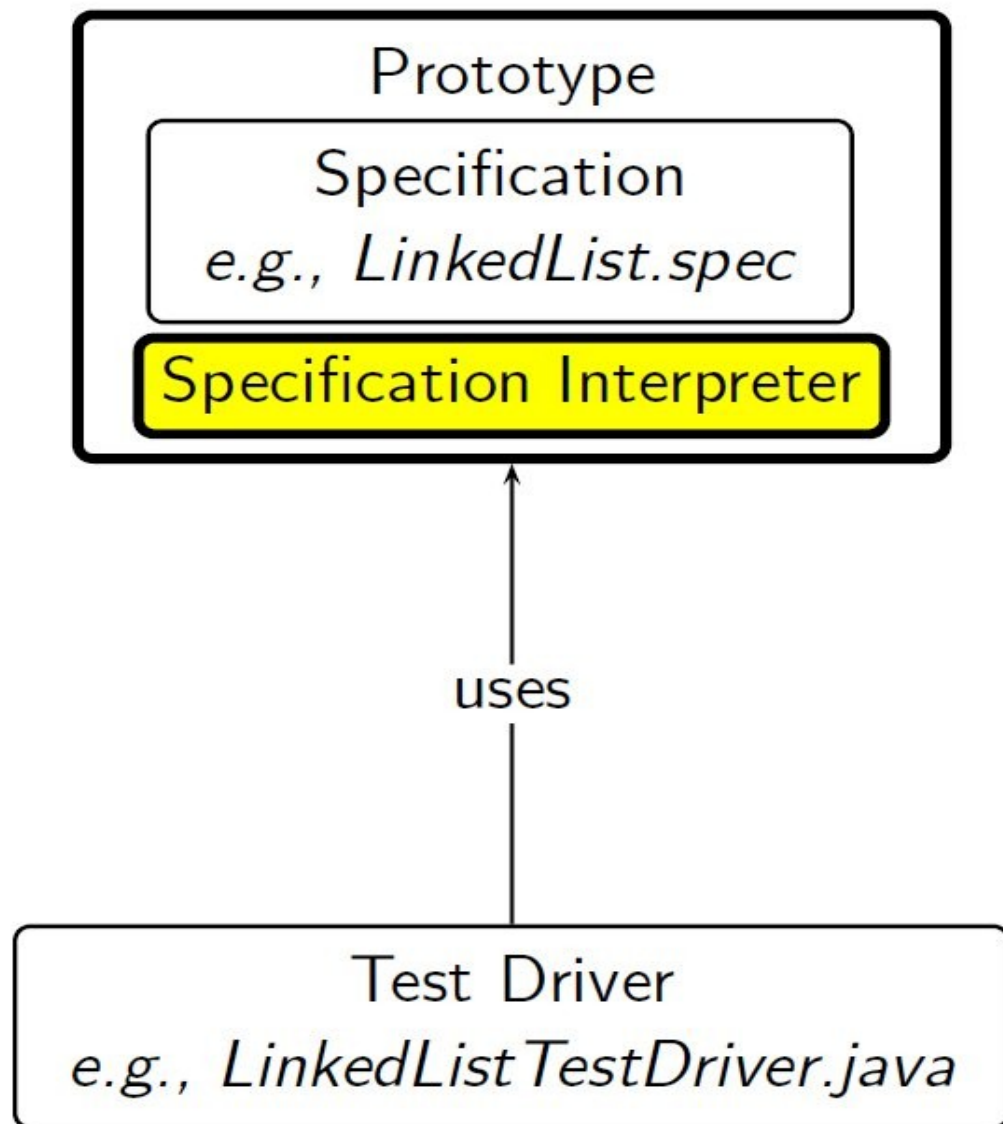 Prototype
Specification
e.g., LinkedList.spec
Specification Interpreter
uses
Test Driver
e.g., LinkedListTestDriver.java